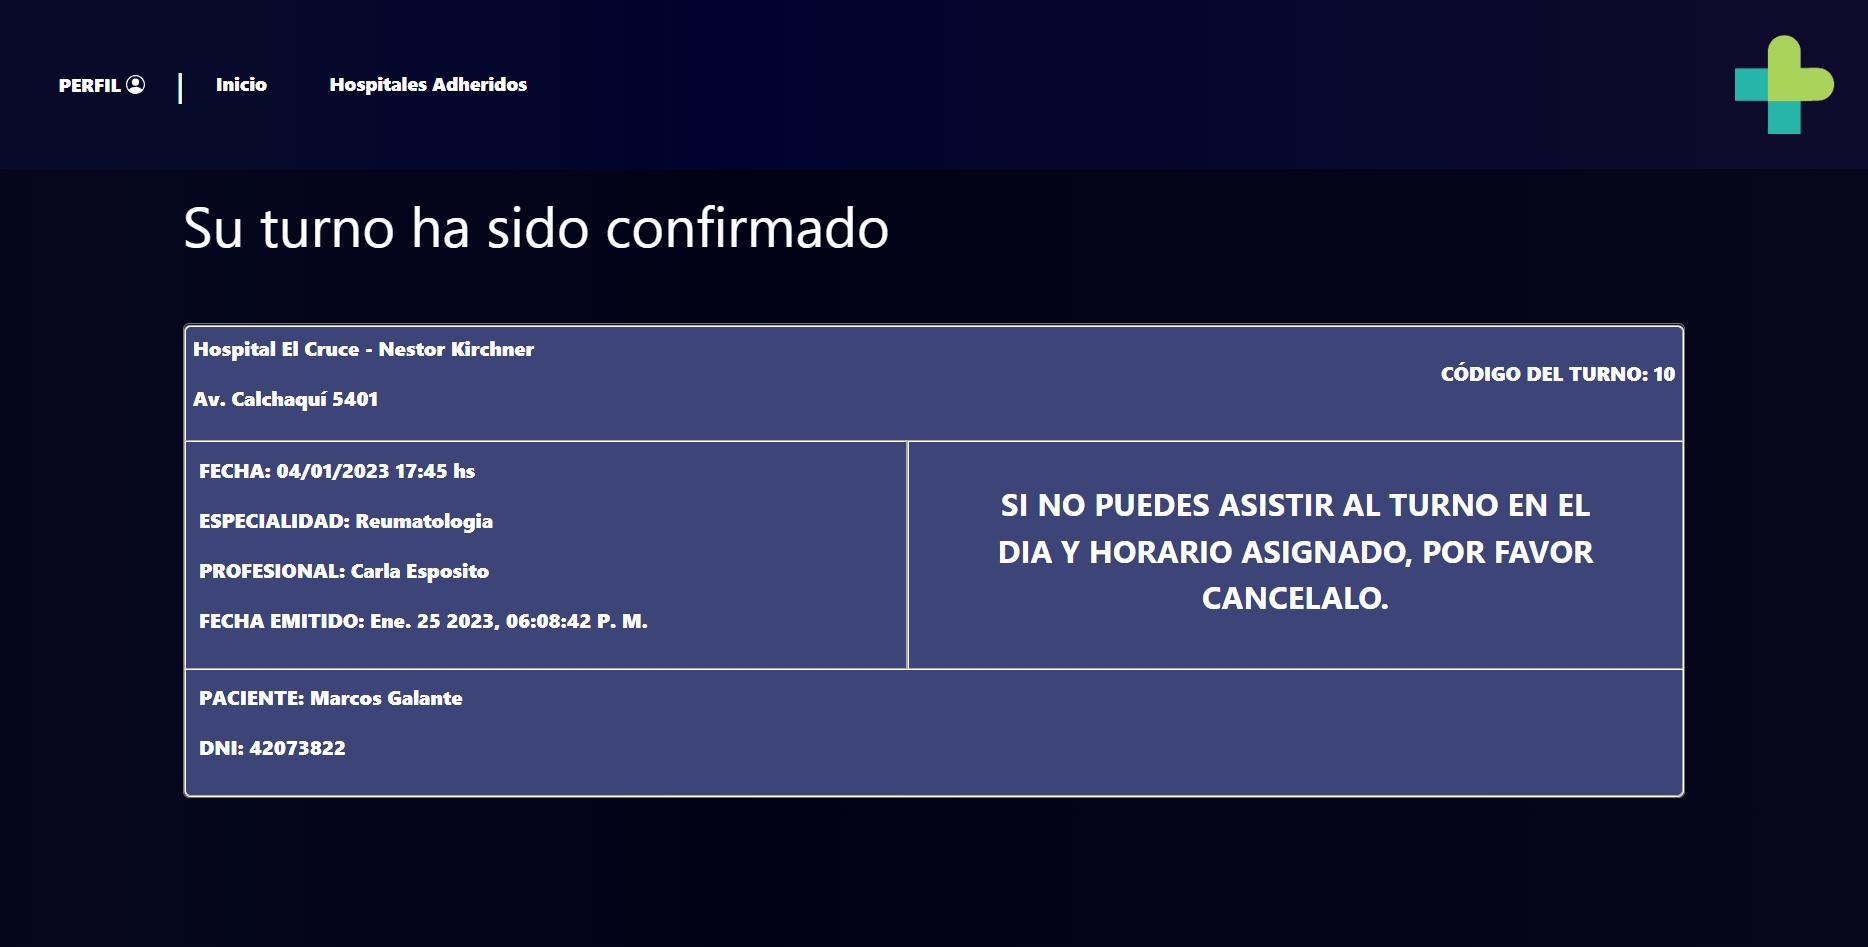 PERFIL
Inicio
Hospitales Adheridos
Su turno ha sido confirmado
Hospital El Cruce - Nestor Kirchner
Av. Calchaquí 5401
CÓDIGO DEL TURNO: 10
FECHA: 04/01/2023 17:45 hs
ESPECIALIDAD: Reumatologia
PROFESIONAL: Carla Esposito
FECHA EMITIDO: Ene. 25 2023, 06:08:42 P. M.
SI NO PUEDES ASISTIR AL TURNO EN EL
DIA Y HORARIO ASIGNADO, POR FAVOR
CANCELALO.
PACIENTE: Marcos Galante
DNI: 42073822